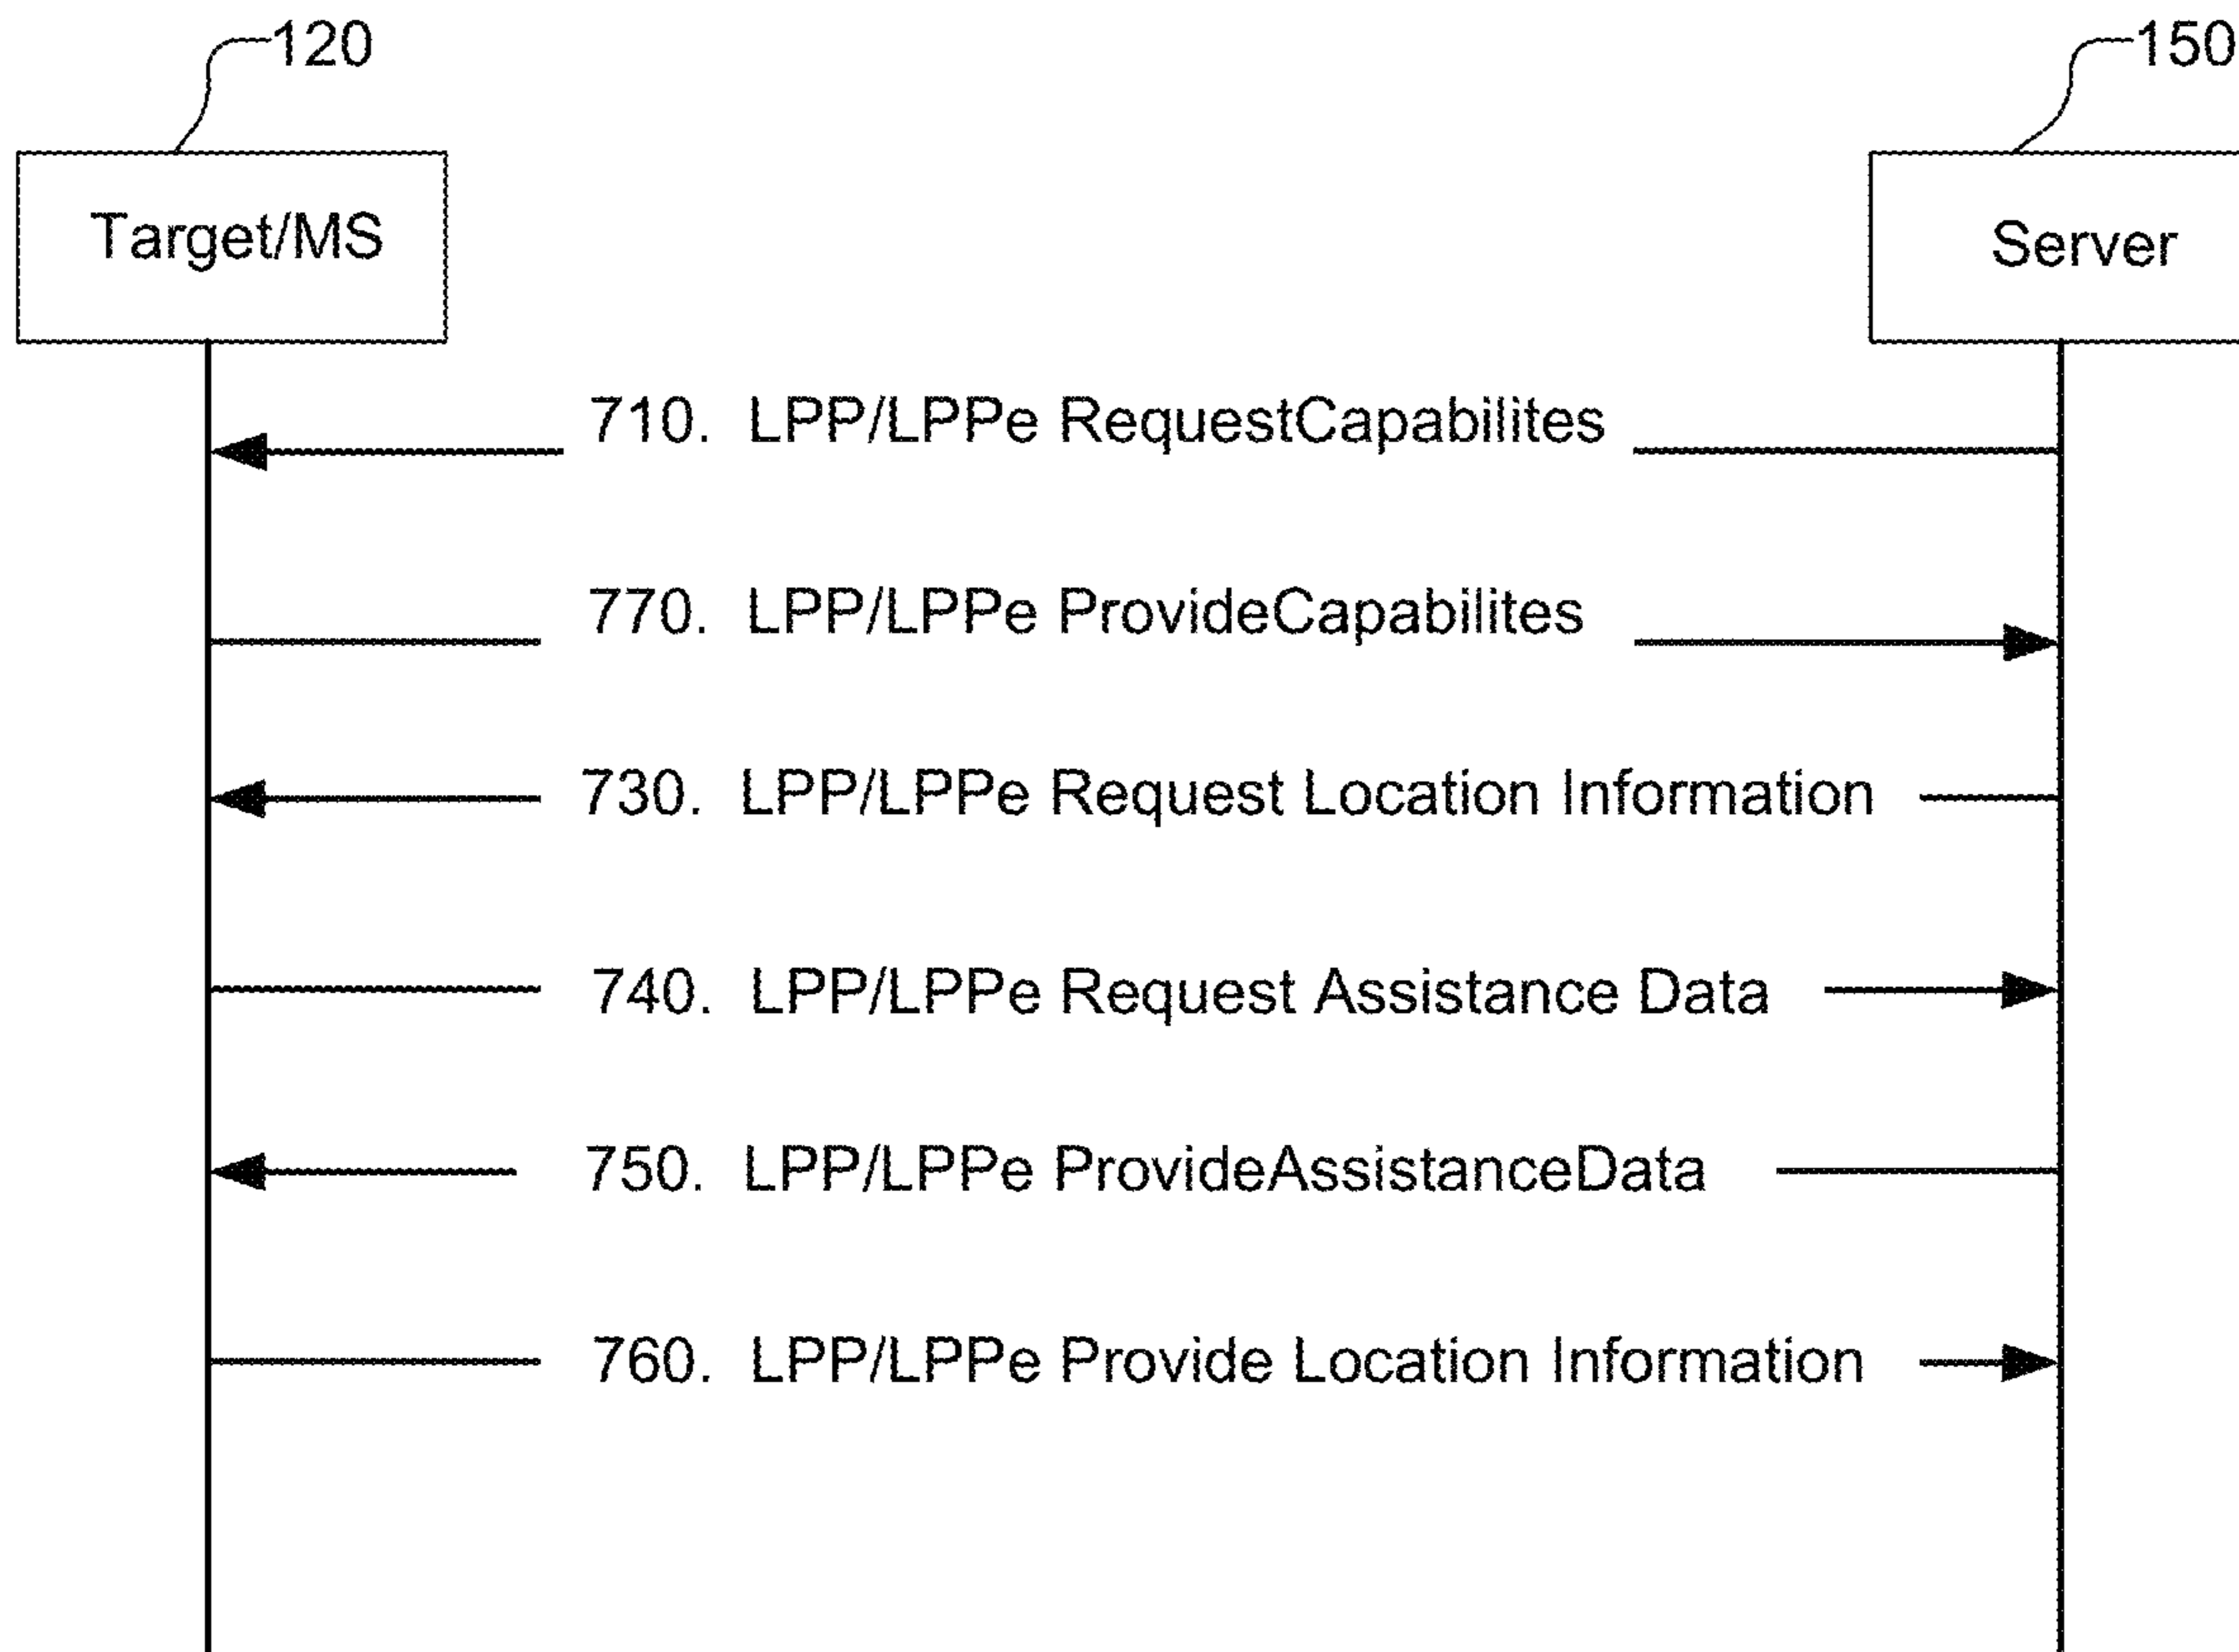 120
150
Target/MS
Server
710. LPP/LPPe RequestCapabilites
770. LPP/LPPe ProvideCapabilites
730. LPP/LPPe Request Location Information
740. LPP/LPPe Request Assistance Data
750. LPP/LPPe ProvideAssistanceData
760. LPP/LPPe Provide Location Information